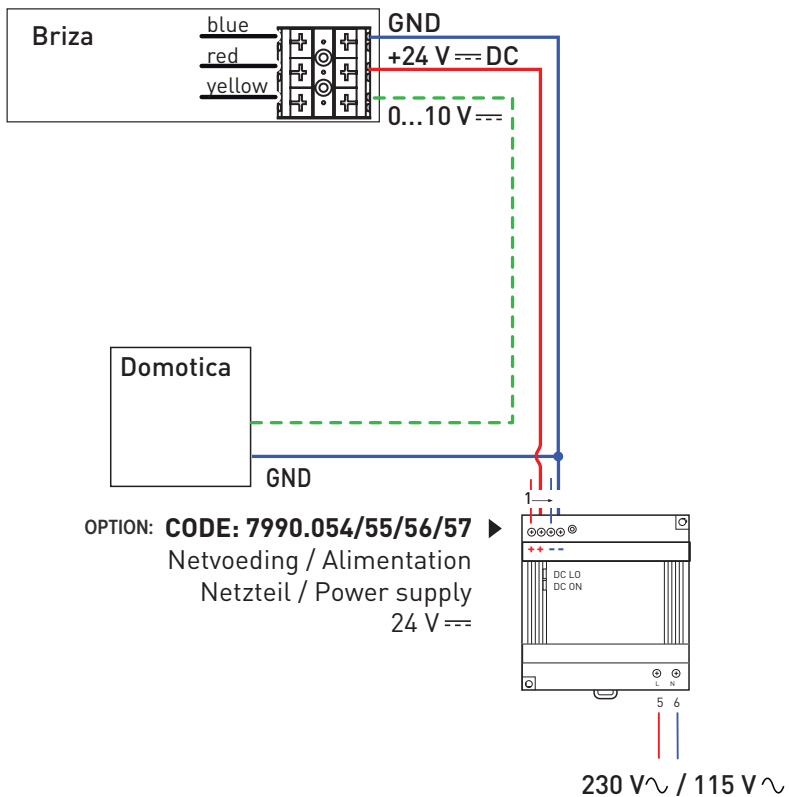 Briza
blue
red
yellow
GND
+24 V ⎓ DC
0...10 V ⎓
Domotica
GND
1
OPTION: CODE: 7990.054/55/56/57 ▶
Netvoeding / Alimentation
Netzteil / Power supply
24 V ⎓
++--
DC LO
DC ON
L N
5 6
230 V ∿ / 115 V ∿